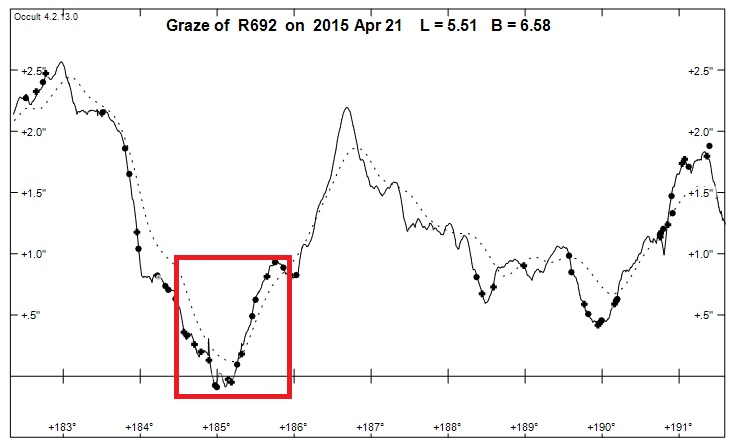 Occult 4.2.13.0
Graze of R692 on 2015 Apr 21 L = 5.51 B = 6.58
+2.5" +2.5"
+2.0" +2.0"
+1.5" +1.5"
+1.0" +1.0"
+.5" +.5"
+183° +184° +185° +186° +187° +188° +189° +190° +191°